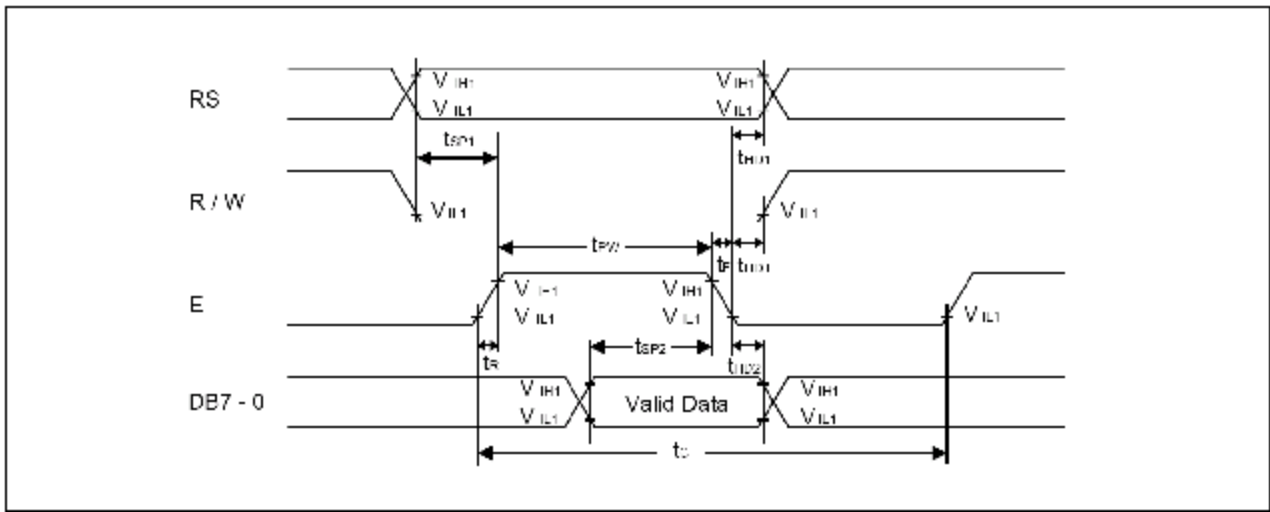 RS
VIH1 VIH1
VIL1 VIL1
tSP1 tHD1
R / W
VIL1 VIL1
tPW
tF tHD1
E
VIH1 VIH1
VIL1 VIL1 VIL1
tR tSP2 tHD2
DB7 - 0
VIH1 Valid Data VIH1
VIL1 VIL1
tC